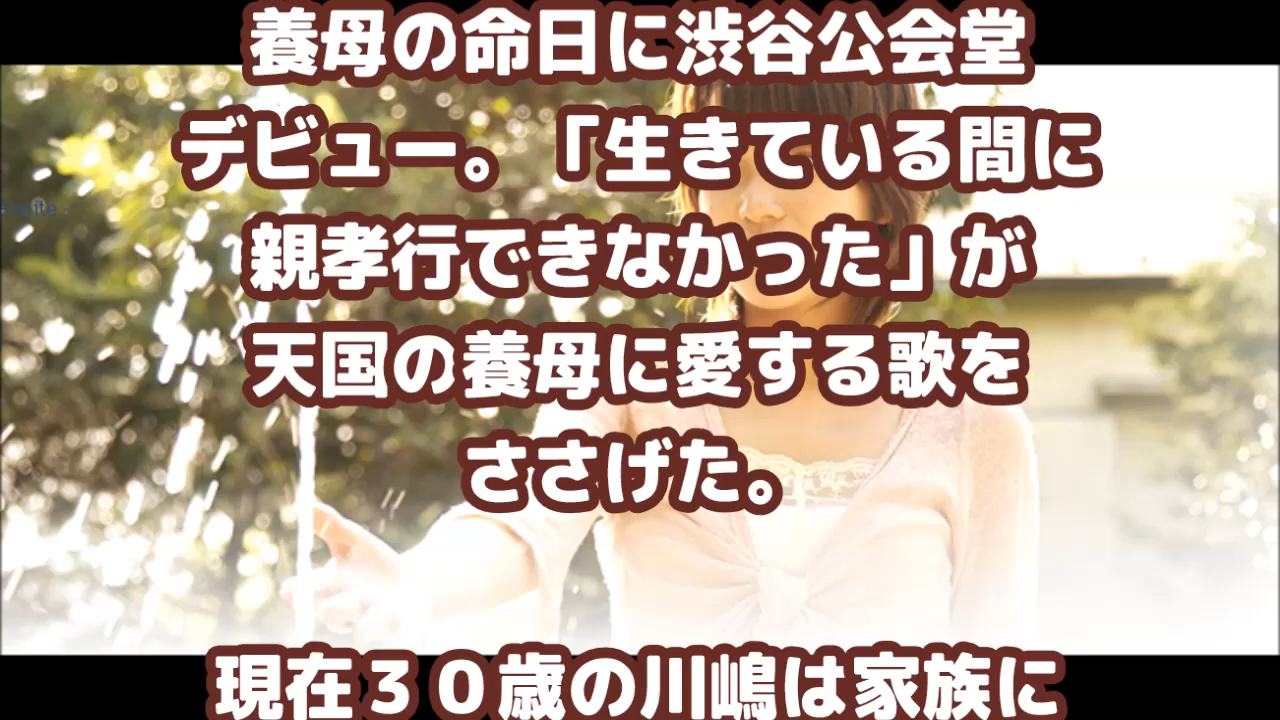 養母の命日に渋谷公会堂
デビュー。「生きている間に
親孝行できなかった」が
天国の養母に愛する歌を
ささげた。
現在３０歳の川嶋は家族に